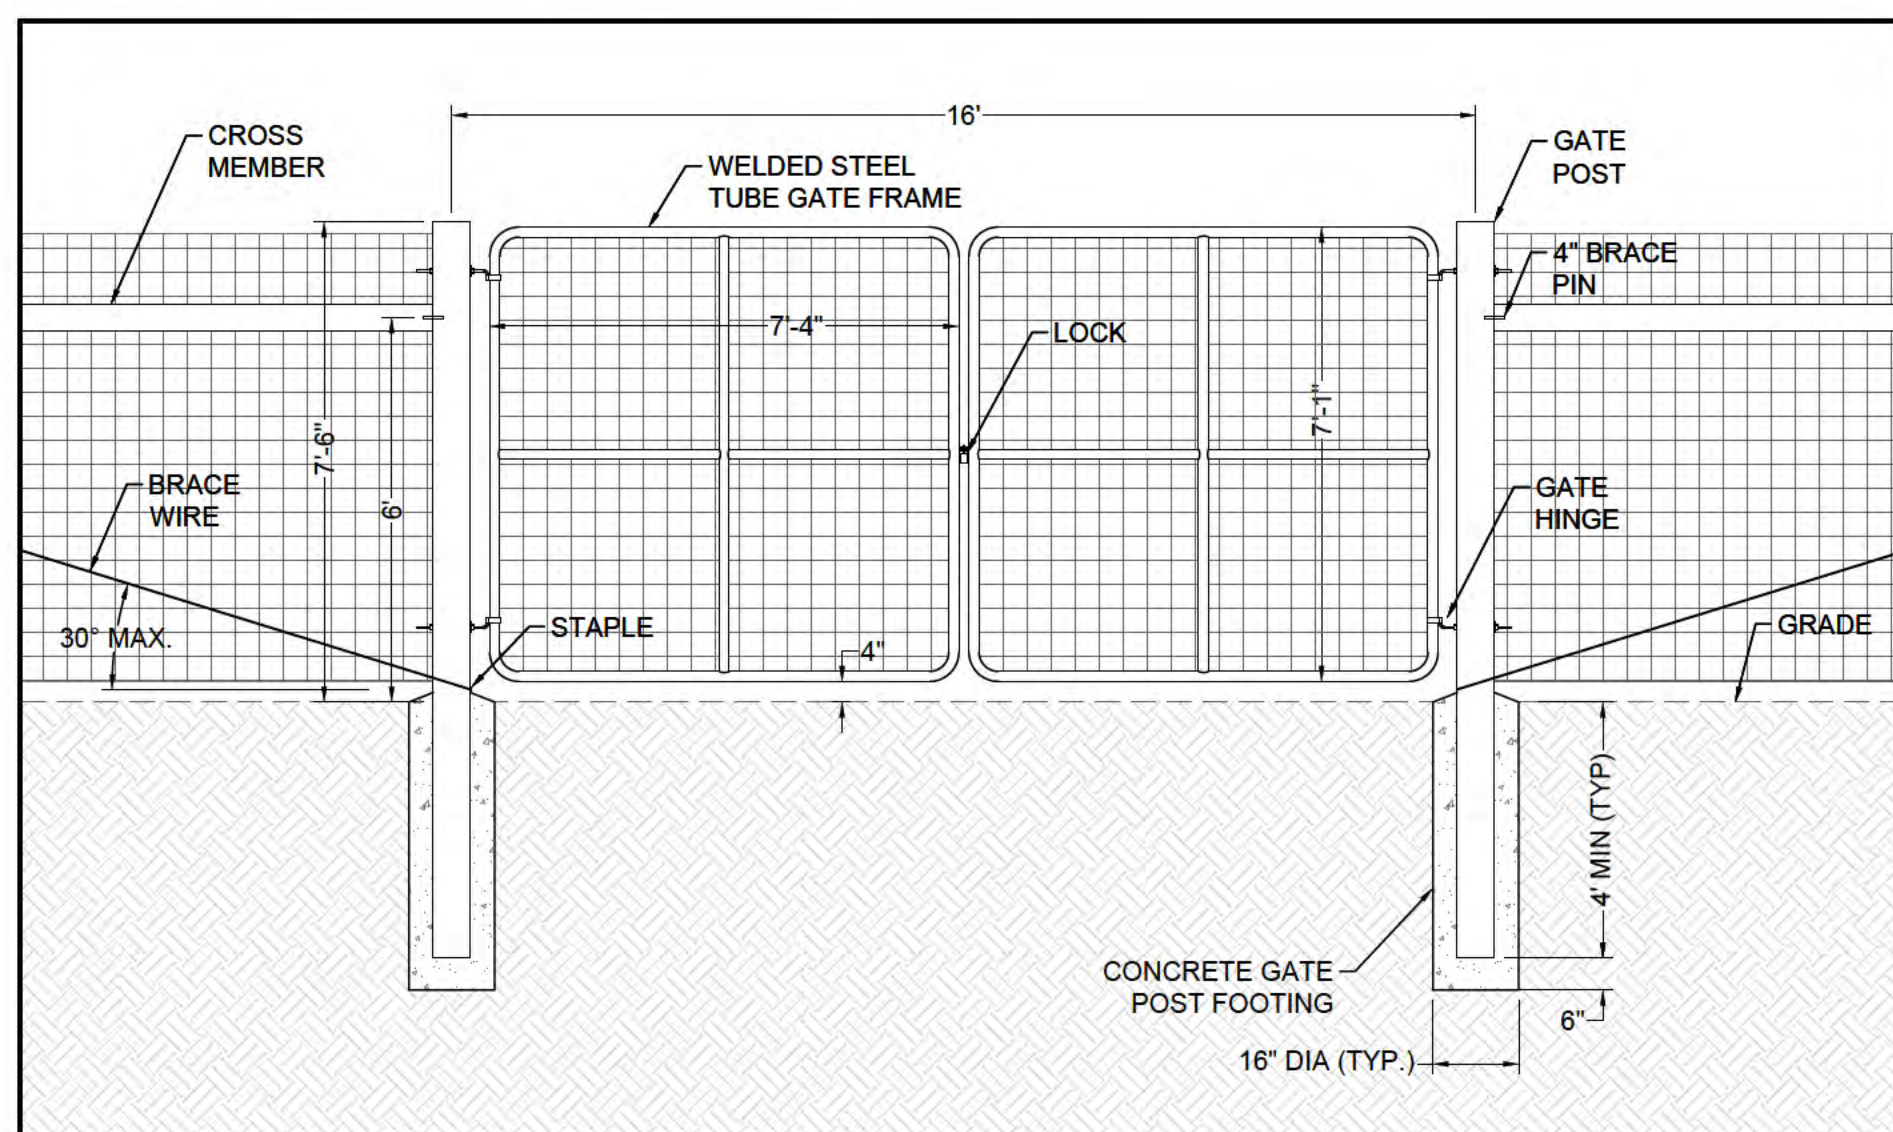 16'
CROSS
MEMBER
WELDED STEEL
TUBE GATE FRAME
GATE
POST
4" BRACE
PIN
7'-4"
LOCK
7'-1"
7'-6"
6'
BRACE
WIRE
GATE
HINGE
30° MAX.
STAPLE
4"
GRADE
4' MIN (TYP)
CONCRETE GATE
POST FOOTING
6"
16" DIA (TYP.)